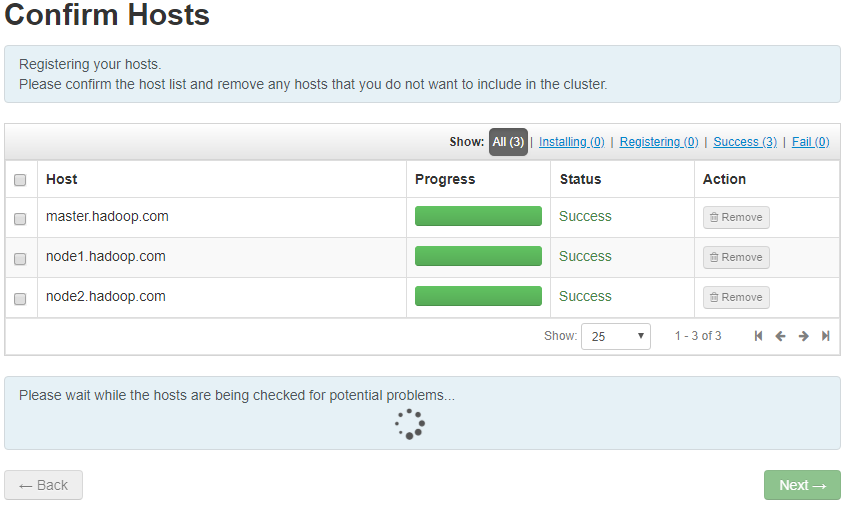 Confirm Hosts
Registering your hosts.
Please confirm the host list and remove any hosts that you do not want to include in the cluster.
Show: All (3) | Installing (0) | Registering (0) | Success (3) | Fail (0)
Host Progress Status Action
master.hadoop.com Success Remove
node1.hadoop.com Success Remove
node2.hadoop.com Success Remove
Show: 25 1 - 3 of 3
Please wait while the hosts are being checked for potential problems...
← Back Next →